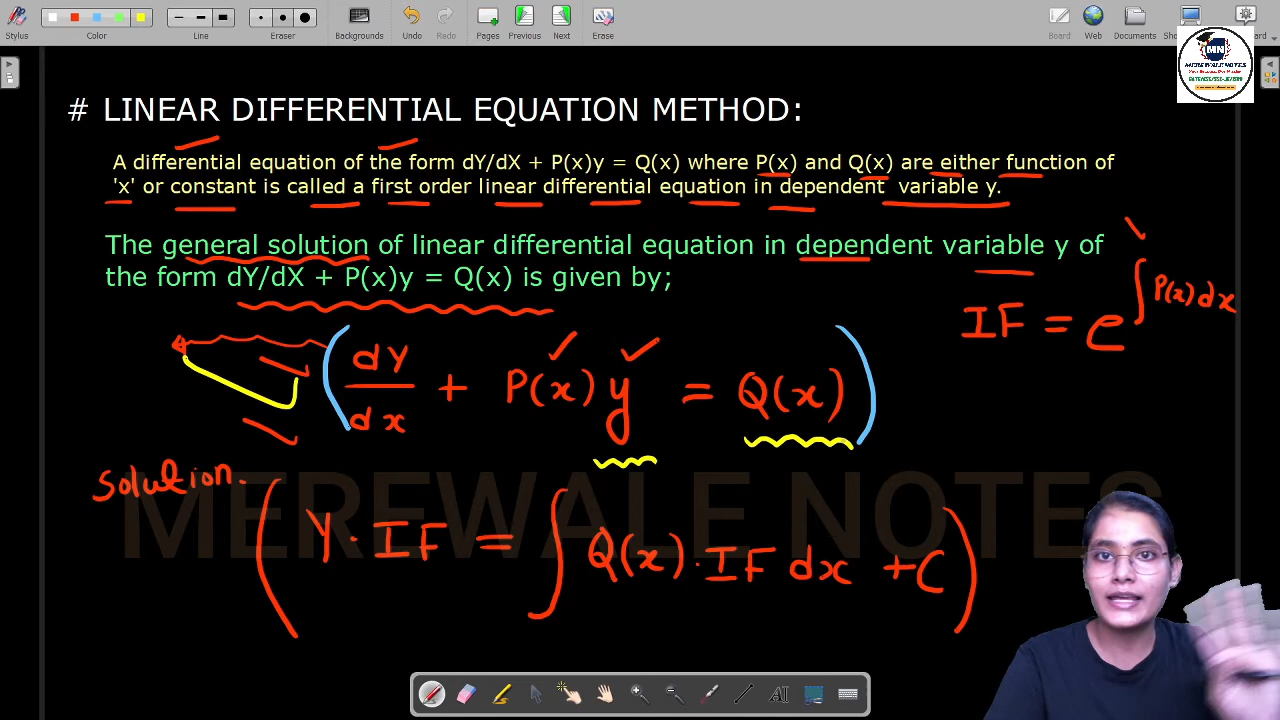 Stylus Color Line Eraser Backgrounds Undo Redo Pages Previous Next Erase Board Web Documents
MN
MEREWALE NOTES
# LINEAR DIFFERENTIAL EQUATION METHOD:
A differential equation of the form dY/dX + P(x)y = Q(x) where P(x) and Q(x) are either function of
'x' or constant is called a first order linear differential equation in dependent variable y.
The general solution of linear differential equation in dependent variable y of
the form dY/dX + P(x)y = Q(x) is given by;
IF = e^∫P(x)dx
(dY/dx + P(x)y = Q(x))
Solution.
(Y. IF = ∫Q(x). IF dx + C)
MEREWALE NOTES